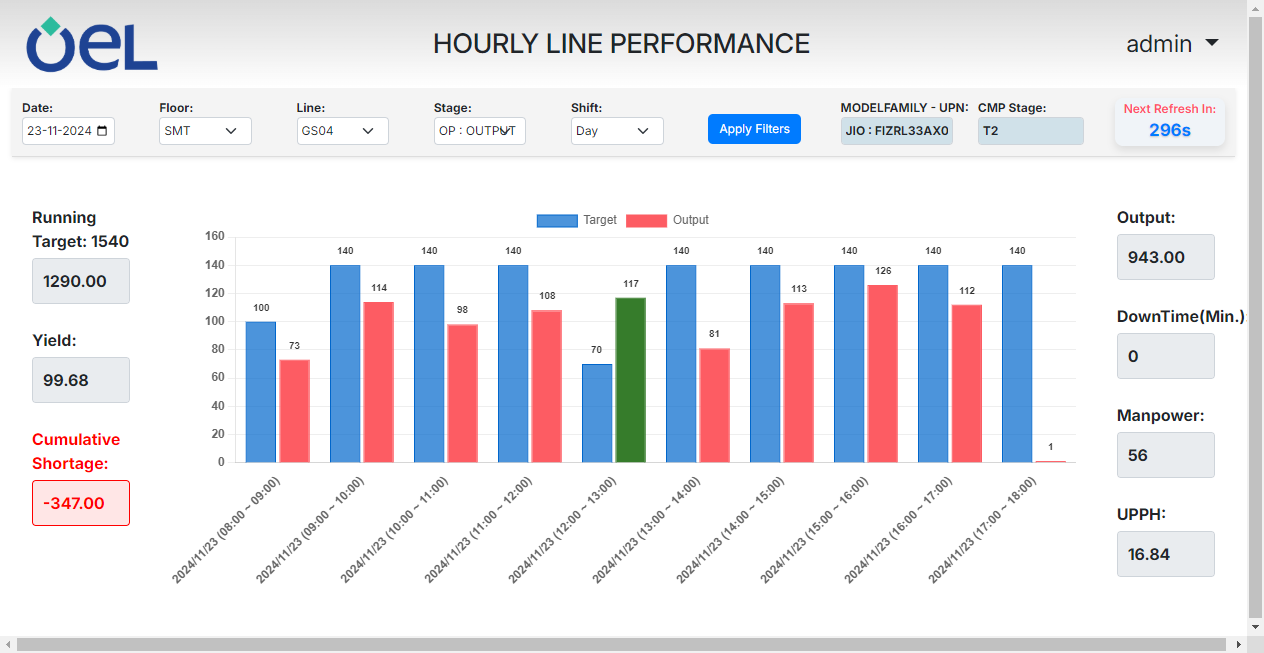 oeL
HOURLY LINE PERFORMANCE
admin
Date:
23-11-2024
Floor:
SMT
Line:
GS04
Stage:
OP : OUTPUT
Shift:
Day
Apply Filters
MODELFAMILY - UPN:
JIO : FIZRL33AX0
CMP Stage:
T2
Next Refresh In:
296s
Running
Target: 1540
1290.00
Yield:
99.68
Cumulative
Shortage:
-347.00
Target
Output
160
140
120
100
80
60
40
20
0
100
73
140
114
140
98
140
108
70
117
140
81
140
113
140
126
140
112
140
1
2024/11/23 (08:00 ~ 09:00)
2024/11/23 (09:00 ~ 10:00)
2024/11/23 (10:00 ~ 11:00)
2024/11/23 (11:00 ~ 12:00)
2024/11/23 (12:00 ~ 13:00)
2024/11/23 (13:00 ~ 14:00)
2024/11/23 (14:00 ~ 15:00)
2024/11/23 (15:00 ~ 16:00)
2024/11/23 (16:00 ~ 17:00)
2024/11/23 (17:00 ~ 18:00)
Output:
943.00
DownTime(Min.):
0
Manpower:
56
UPPH:
16.84